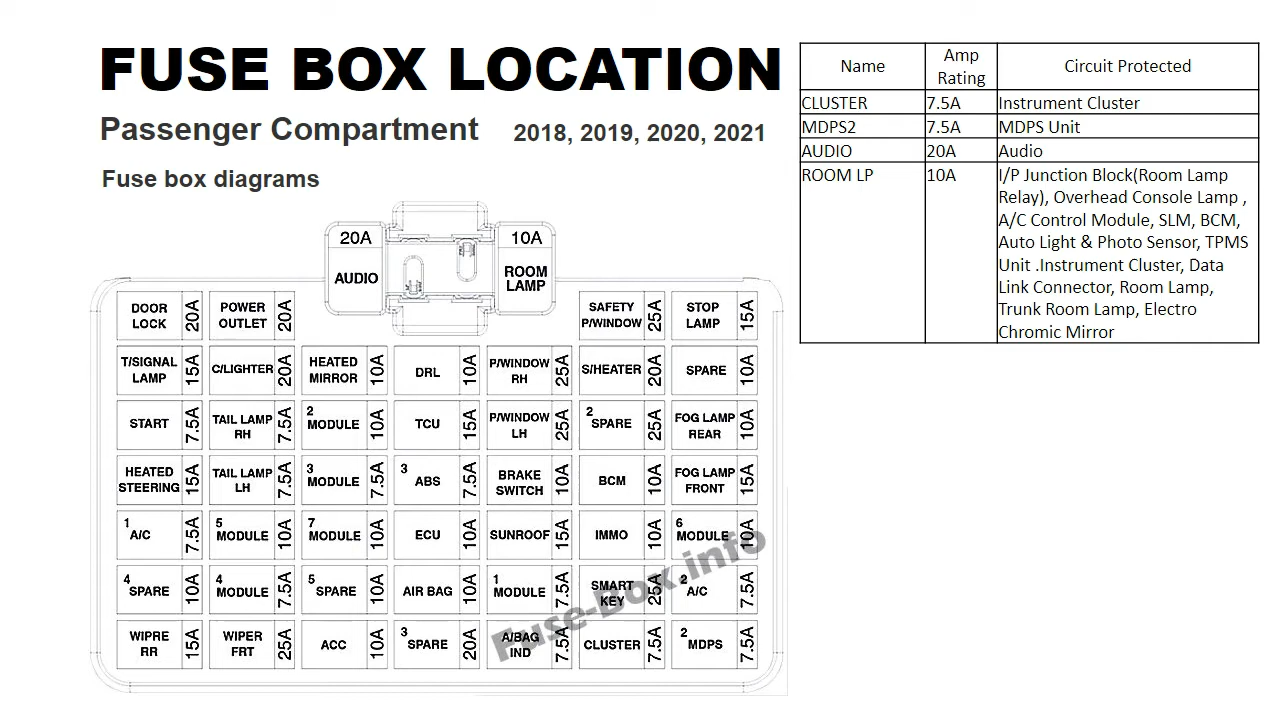 FUSE BOX LOCATION
Passenger Compartment 2018, 2019, 2020, 2021
Fuse box diagrams
20A
AUDIO
10A
ROOM
LAMP
DOOR
LOCK
20A
POWER
OUTLET
20A
SAFETY
P/WINDOW
25A
STOP
LAMP
15A
T/SIGNAL
LAMP
15A
C/LIGHTER
20A
HEATED
MIRROR
10A
DRL
10A
P/WINDOW
RH
25A
S/HEATER
20A
SPARE
10A
START
7.5A
TAIL LAMP
RH
7.5A
2
MODULE
10A
TCU
15A
P/WINDOW
LH
25A
2
SPARE
25A
FOG LAMP
REAR
10A
HEATED
STEERING
15A
TAIL LAMP
LH
7.5A
3
MODULE
7.5A
3
ABS
7.5A
BRAKE
SWITCH
10A
BCM
10A
FOG LAMP
FRONT
15A
1
A/C
7.5A
5
MODULE
10A
7
MODULE
10A
ECU
10A
SUNROOF
15A
IMMO
10A
6
MODULE
10A
4
SPARE
10A
4
MODULE
7.5A
5
SPARE
10A
AIR BAG
10A
1
MODULE
7.5A
SMART
KEY
25A
2
A/C
7.5A
WIPRE
RR
15A
WIPER
FRT
25A
ACC
10A
3
SPARE
20A
A/BAG
IND
7.5A
CLUSTER
7.5A
2
MDPS
7.5A
Fuse-Box.info
Name
Amp
Rating
Circuit Protected
CLUSTER 7.5A Instrument Cluster
MDPS2 7.5A MDPS Unit
AUDIO 20A Audio
ROOM LP 10A I/P Junction Block(Room Lamp
Relay), Overhead Console Lamp ,
A/C Control Module, SLM, BCM,
Auto Light & Photo Sensor, TPMS
Unit .Instrument Cluster, Data
Link Connector, Room Lamp,
Trunk Room Lamp, Electro
Chromic Mirror